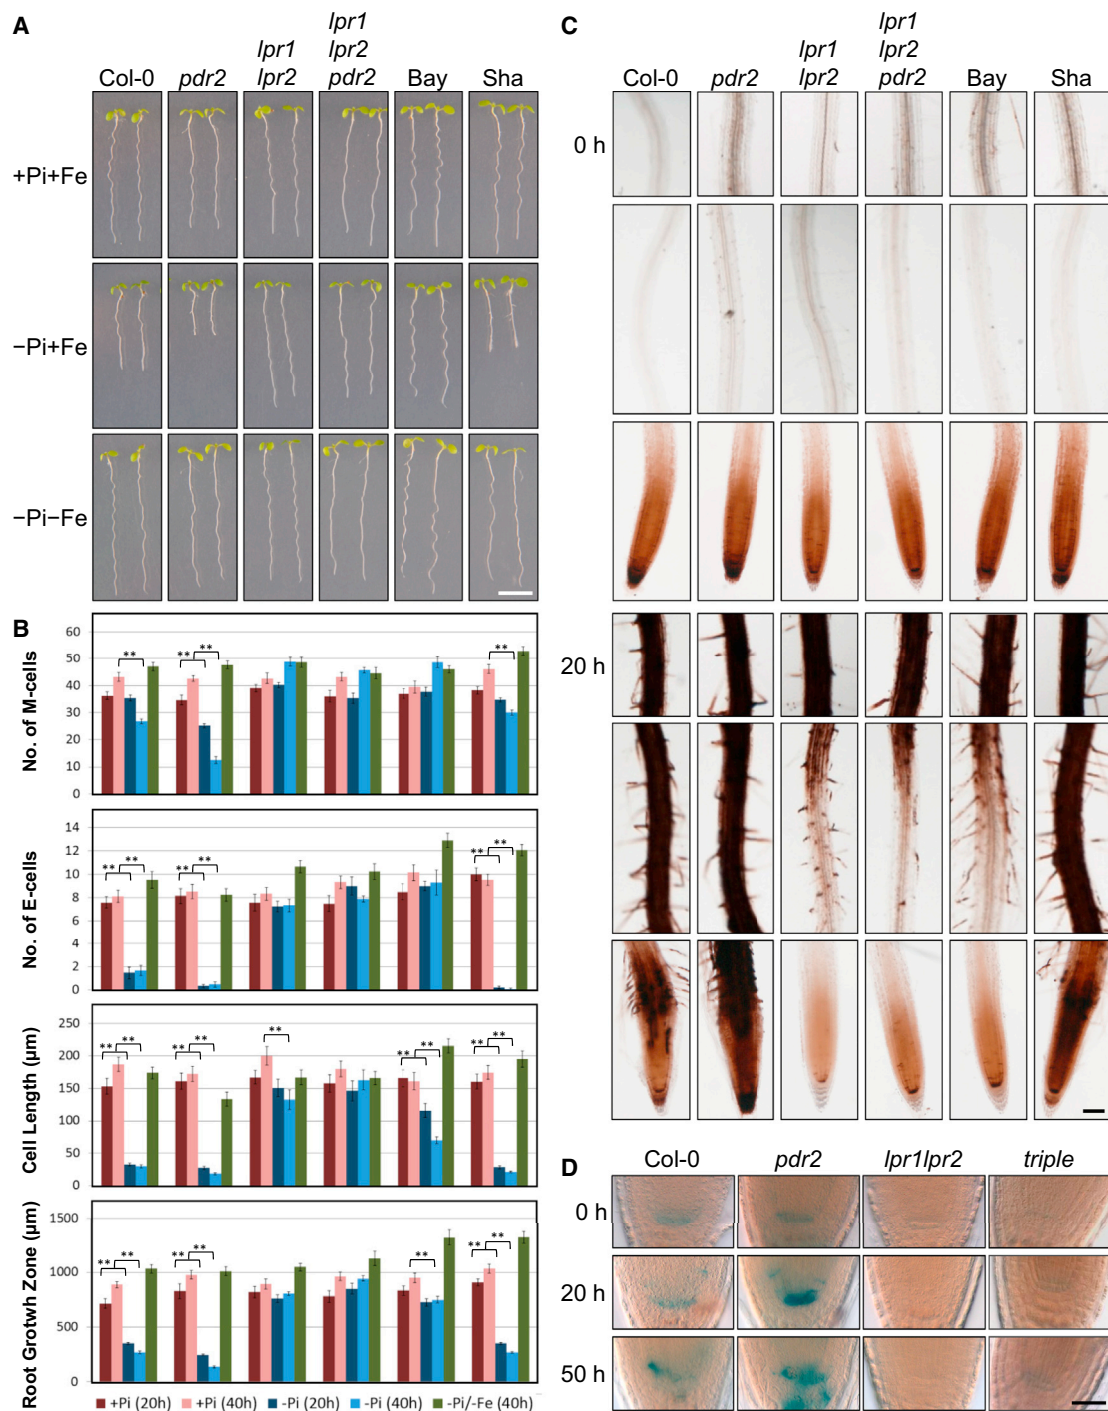 A
Col-0 pdr2 lpr1 lpr2 lpr1 lpr2 pdr2 Bay Sha
+Pi+Fe
−Pi+Fe
−Pi−Fe
B
No. of M-cells
60
50
40
30
20
10
0
** ** ** **
No. of E-cells
14
12
10
8
6
4
2
0
** ** ** ** ** **
Cell Length (µm)
250
200
150
100
50
0
** ** ** ** ** ** ** ** **
Root Grotwh Zone (µm)
1500
1000
500
0
** ** ** ** ** ** **
+Pi (20h) +Pi (40h) -Pi (20h) -Pi (40h) -Pi/-Fe (40h)
C
Col-0 pdr2 lpr1 lpr2 lpr1 lpr2 pdr2 Bay Sha
0 h
20 h
D
Col-0 pdr2 lpr1lpr2 triple
0 h
20 h
50 h